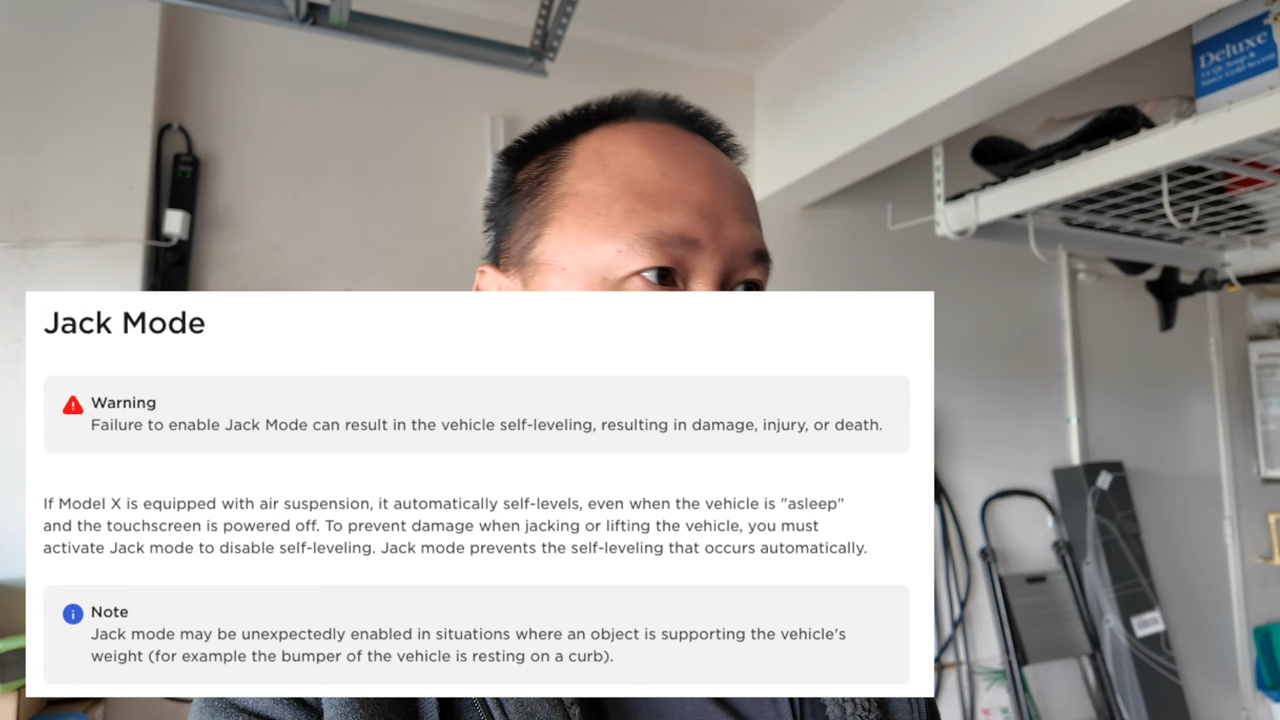 Deluxe
Jack Mode
Warning
Failure to enable Jack Mode can result in the vehicle self-leveling, resulting in damage, injury, or death.
If Model X is equipped with air suspension, it automatically self-levels, even when the vehicle is "asleep"
and the touchscreen is powered off. To prevent damage when jacking or lifting the vehicle, you must
activate Jack mode to disable self-leveling. Jack mode prevents the self-leveling that occurs automatically.
Note
Jack mode may be unexpectedly enabled in situations where an object is supporting the vehicle's
weight (for example the bumper of the vehicle is resting on a curb).